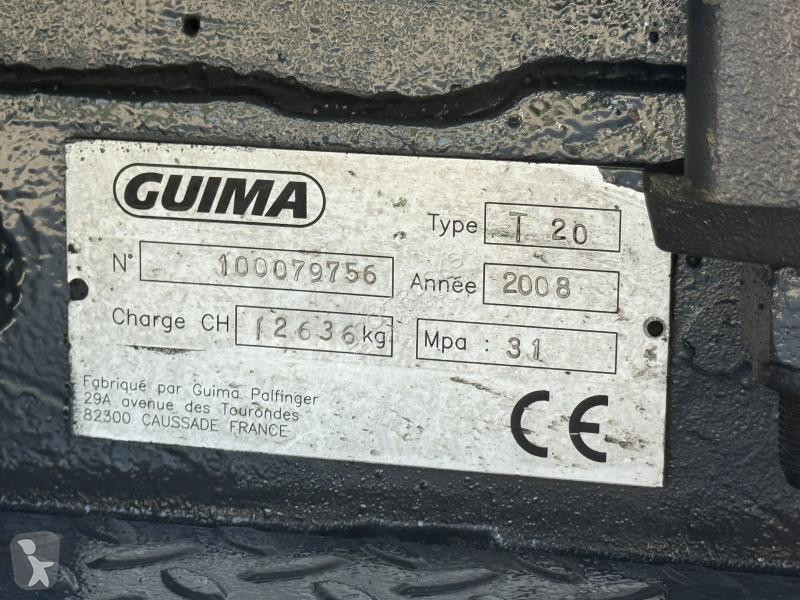 GUIMA
Type T 20
N° 100079756
Année 2008
Charge CH 12636 kg
Mpa : 31
Fabriqué par Guima Palfinger
29A avenue des Tourondes
82300 CAUSSADE FRANCE
CE